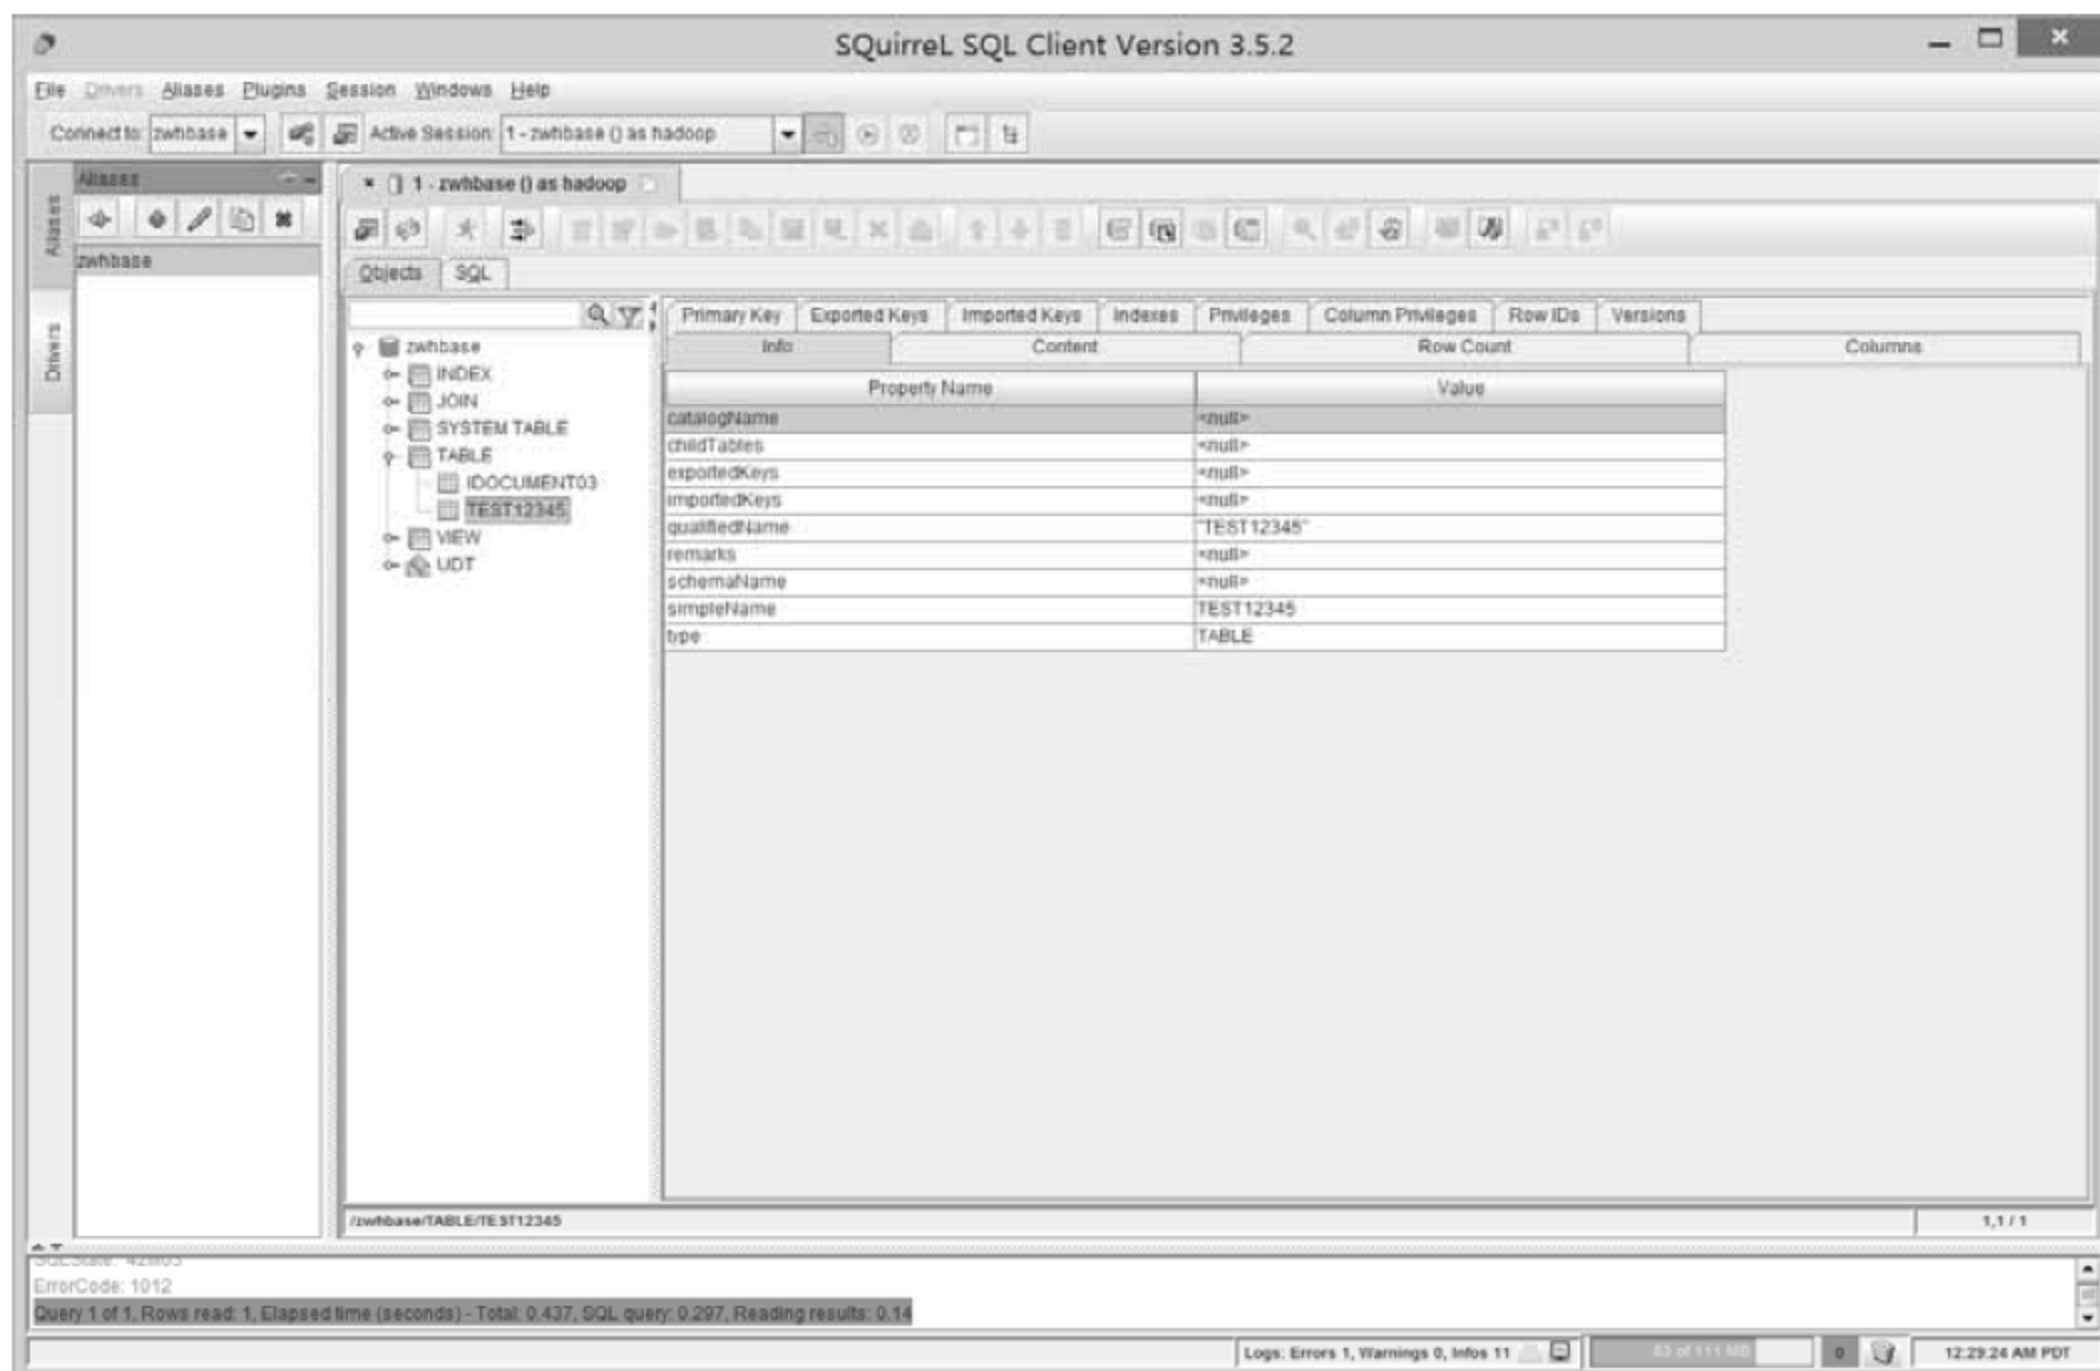 SQuirreL SQL Client Version 3.5.2
File Drivers Aliases Plugins Session Windows Help
Connect to: zwhbase Active Session: 1 - zwhbase () as hadoop
Aliases
1 - zwhbase () as hadoop
Aliases
Drivers
zwhbase
Objects SQL
Primary Key Exported Keys Imported Keys Indexes Privileges Column Privileges Row IDs Versions
Info Content Row Count Columns
zwhbase
INDEX
JOIN
SYSTEM TABLE
TABLE
IDOCUMENT03
TEST12345
VIEW
UDT
Property Name Value
catalogName <null>
childTables <null>
exportedKeys <null>
importedKeys <null>
qualifiedName "TEST12345"
remarks <null>
schemaName <null>
simpleName TEST12345
type TABLE
/zwhbase/TABLE/TEST12345 1,1 / 1
SQLState: 42M03
ErrorCode: 1012
Query 1 of 1, Rows read: 1, Elapsed time (seconds) - Total: 0.437, SQL query: 0.297, Reading results: 0.14
Logs: Errors 1, Warnings 0, Infos 11 83 of 111 MB 0 12:29:24 AM PDT